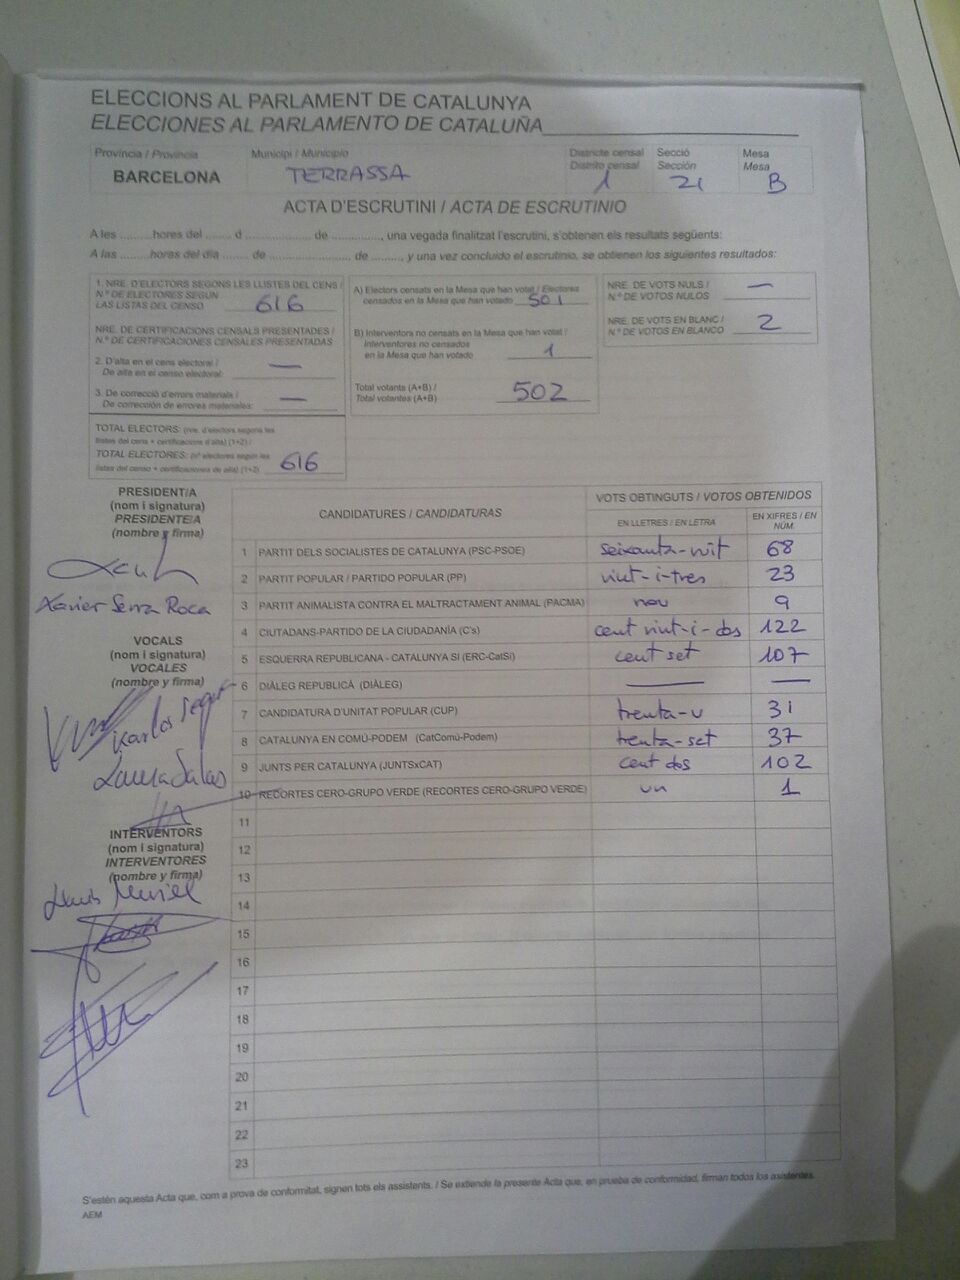 ELECCIONS AL PARLAMENT DE CATALUNYA
ELECCIONES AL PARLAMENTO DE CATALUÑA
Provincia / Provincia Municipi / Municipio Districte censal Secció Mesa
Distrito censal Sección Mesa
BARCELONA TERRASSA 1 21 B
ACTA D'ESCRUTINI / ACTA DE ESCRUTINIO
A les ..........hores del ........ d .................... de ..............., una vegada finalitzat l'escrutini, s'obtenen els resultats següents:
A las ..........horas del día ....... de .......................... de ........., y una vez concluido el escrutinio, se obtienen los siguientes resultados:
1. NRE. D'ELECTORS SEGONS LES LLISTES DEL CENS /
N.º DE ELECTORES SEGÚN
LAS LISTAS DEL CENSO 616
NRE. DE CERTIFICACIONS CENSALS PRESENTADES /
N.º DE CERTIFICACIONES CENSALES PRESENTADAS
2. D'alta en el cens electoral /
De alta en el censo electoral: —
3. De correcció d'errors materials /
De corrección de errores materiales: —
TOTAL ELECTORS: (nre. d'electors segons les
llistes del cens + certificacions d'alta) (1+2) /
TOTAL ELECTORES: (nº electores según las
listas del censo + certificaciones de alta) (1+2) 616
A) Electors censats en la Mesa que han votat / Electores
censados en la Mesa que han votado 501
B) Interventors no censats en la Mesa que han votat /
Interventores no censados
en la Mesa que han votado 1
Total votants (A+B) /
Total votantes (A+B) 502
NRE. DE VOTS NULS /
N.º DE VOTOS NULOS —
NRE. DE VOTS EN BLANC /
N.º DE VOTOS EN BLANCO 2
PRESIDENT/A
(nom i signatura)
PRESIDENTE/A
(nombre y firma)
Xavier Serra Roca
VOCALS
(nom i signatura)
VOCALES
(nombre y firma)
Karlos Segura
Laura Salas
INTERVENTORS
(nom i signatura)
INTERVENTORES
(nombre y firma)
CANDIDATURES / CANDIDATURAS VOTS OBTINGUTS / VOTOS OBTENIDOS
EN LLETRES / EN LETRA EN XIFRES / EN NÚM.
1 PARTIT DELS SOCIALISTES DE CATALUNYA (PSC-PSOE) seixanta-vuit 68
2 PARTIT POPULAR / PARTIDO POPULAR (PP) vint-i-tres 23
3 PARTIT ANIMALISTA CONTRA EL MALTRACTAMENT ANIMAL (PACMA) nou 9
4 CIUTADANS-PARTIDO DE LA CIUDADANÍA (C's) cent vint-i-dos 122
5 ESQUERRA REPUBLICANA - CATALUNYA SI (ERC-CatSí) cent set 107
6 DIÀLEG REPUBLICÀ (DIÀLEG) — —
7 CANDIDATURA D'UNITAT POPULAR (CUP) trenta-u 31
8 CATALUNYA EN COMÚ-PODEM (CatComú-Podem) trenta-set 37
9 JUNTS PER CATALUNYA (JUNTSxCAT) cent dos 102
10 RECORTES CERO-GRUPO VERDE (RECORTES CERO-GRUPO VERDE) un 1
11
12
13
14
15
16
17
18
19
20
21
22
23
S'estén aquesta Acta que, com a prova de conformitat, signen tots els assistents. / Se extiende la presente Acta que, en prueba de conformidad, firman todos los asistentes.
AEM